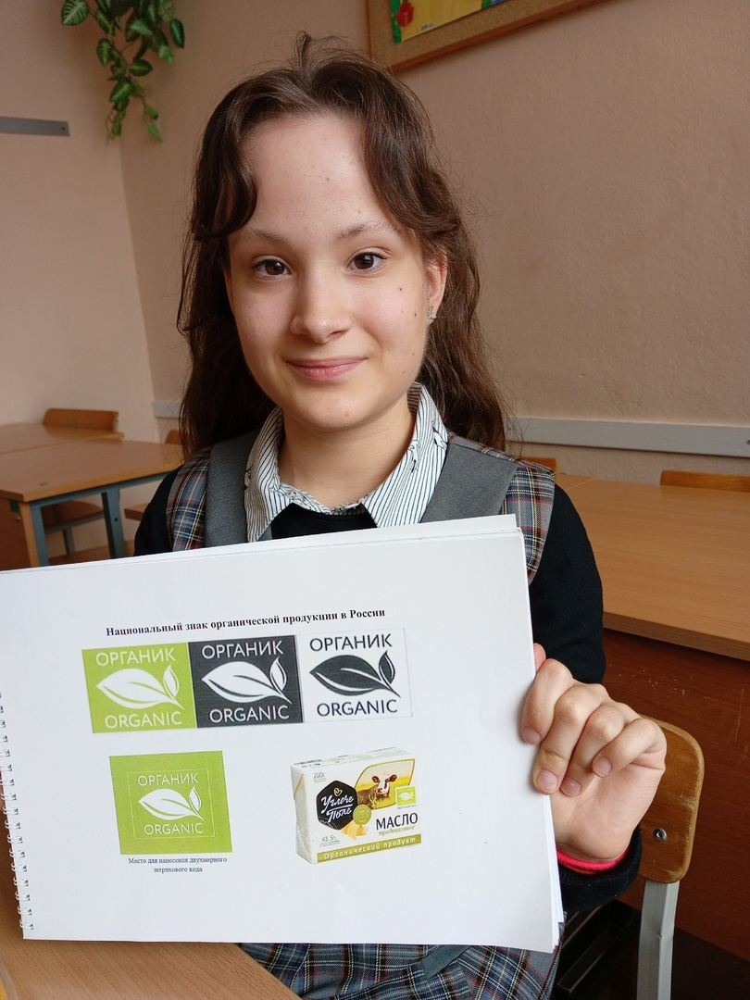 Национальный знак органической продукции в России
ОРГАНИК ОРГАНИК ОРГАНИК
ORGANIC ORGANIC ORGANIC
ОРГАНИК
ORGANIC
Место для нанесения двухмерного
штрихового кода
200г
Углече
Поле
МАСЛО
традиционное
82,5%
Органический продукт